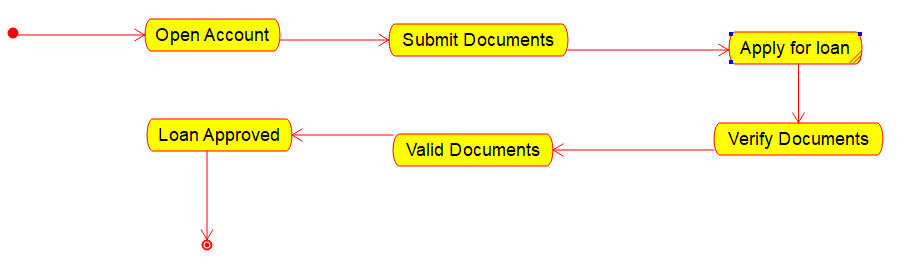 Open Account
Submit Documents
Apply for loan
Loan Approved
Valid Documents
Verify Documents